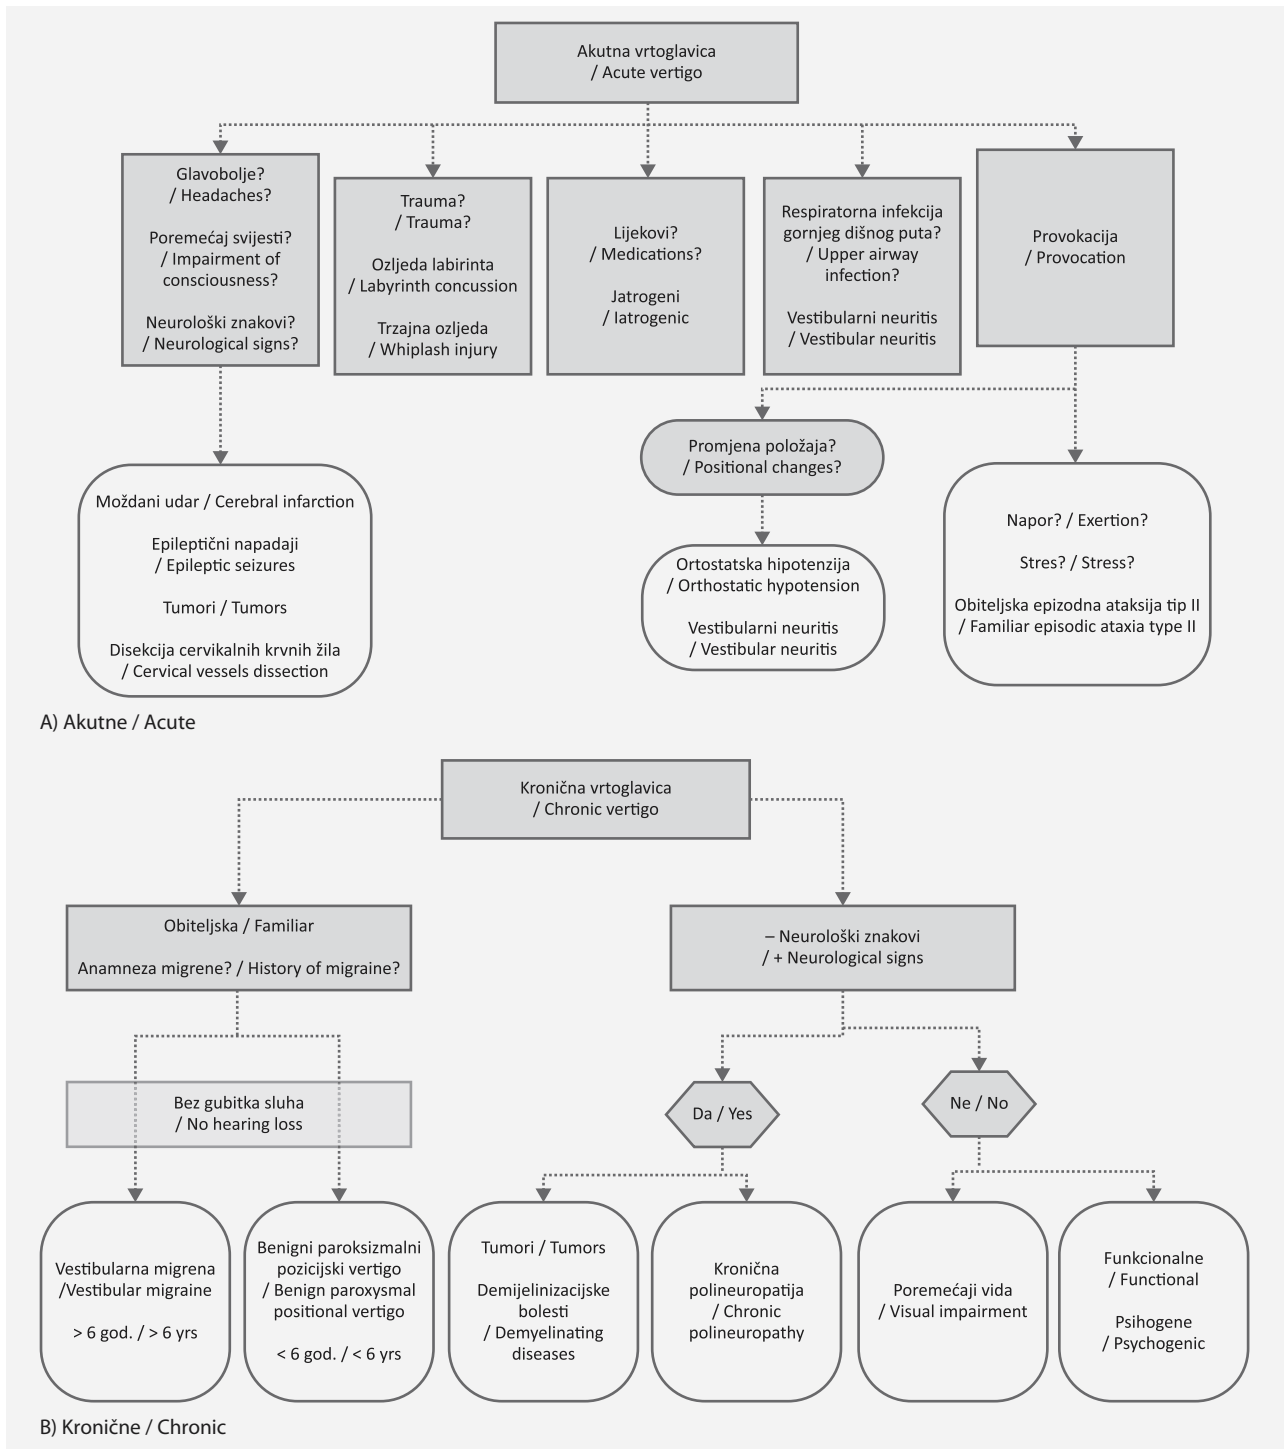 Akutna vrtoglavica
/ Acute vertigo
Glavobolje?
/ Headaches?
Poremećaj svijesti?
/ Impairment of
consciousness?
Neurološki znakovi?
/ Neurological signs?
Trauma?
/ Trauma?
Ozljeda labirinta
/ Labyrinth concussion
Trzajna ozljeda
/ Whiplash injury
Lijekovi?
/ Medications?
Jatrogeni
/ Iatrogenic
Respiratorna infekcija
gornjeg dišnog puta?
/ Upper airway
infection?
Vestibularni neuritis
/ Vestibular neuritis
Provokacija
/ Provocation
Promjena položaja?
/ Positional changes?
Moždani udar / Cerebral infarction
Epileptični napadaji
/ Epileptic seizures
Tumori / Tumors
Disekcija cervikalnih krvnih žila
/ Cervical vessels dissection
Ortostatska hipotenzija
/ Orthostatic hypotension
Vestibularni neuritis
/ Vestibular neuritis
Napor? / Exertion?
Stres? / Stress?
Obiteljska epizodna ataksija tip II
/ Familiar episodic ataxia type II
A) Akutne / Acute
Kronična vrtoglavica
/ Chronic vertigo
Obiteljska / Familiar
Anamneza migrene? / History of migraine?
– Neurološki znakovi
/ + Neurological signs
Bez gubitka sluha
/ No hearing loss
Da / Yes
Ne / No
Vestibularna migrena
/Vestibular migraine
> 6 god. / > 6 yrs
Benigni paroksizmalni
pozicijski vertigo
/ Benign paroxysmal
positional vertigo
< 6 god. / < 6 yrs
Tumori / Tumors
Demijelinizacijske
bolesti
/ Demyelinating
diseases
Kronična
polineuropatija
/ Chronic
polineuropathy
Poremećaji vida
/ Visual impairment
Funkcionalne
/ Functional
Psihogene
/ Psychogenic
B) Kronične / Chronic